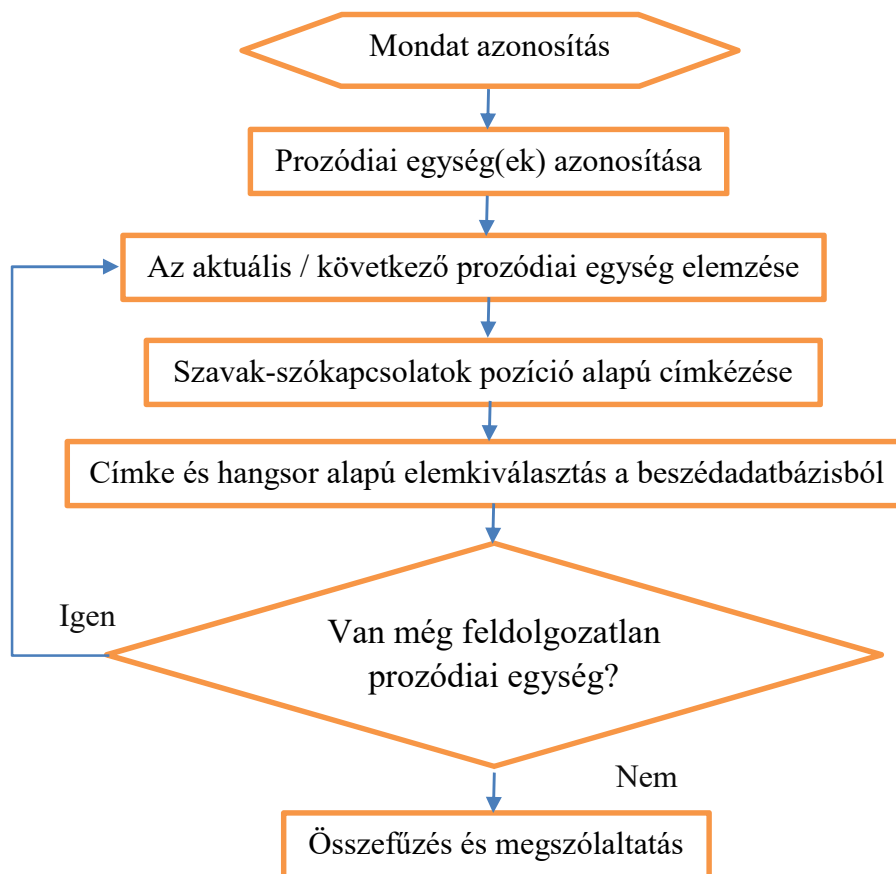 Mondat azonosítás
Prozódiai egység(ek) azonosítása
Az aktuális / következő prozódiai egység elemzése
Szavak-szókapcsolatok pozíció alapú címkézése
Címke és hangsor alapú elemkiválasztás a beszédadatbázisból
Igen
Van még feldolgozatlan
prozódiai egység?
Nem
Összefűzés és megszólaltatás